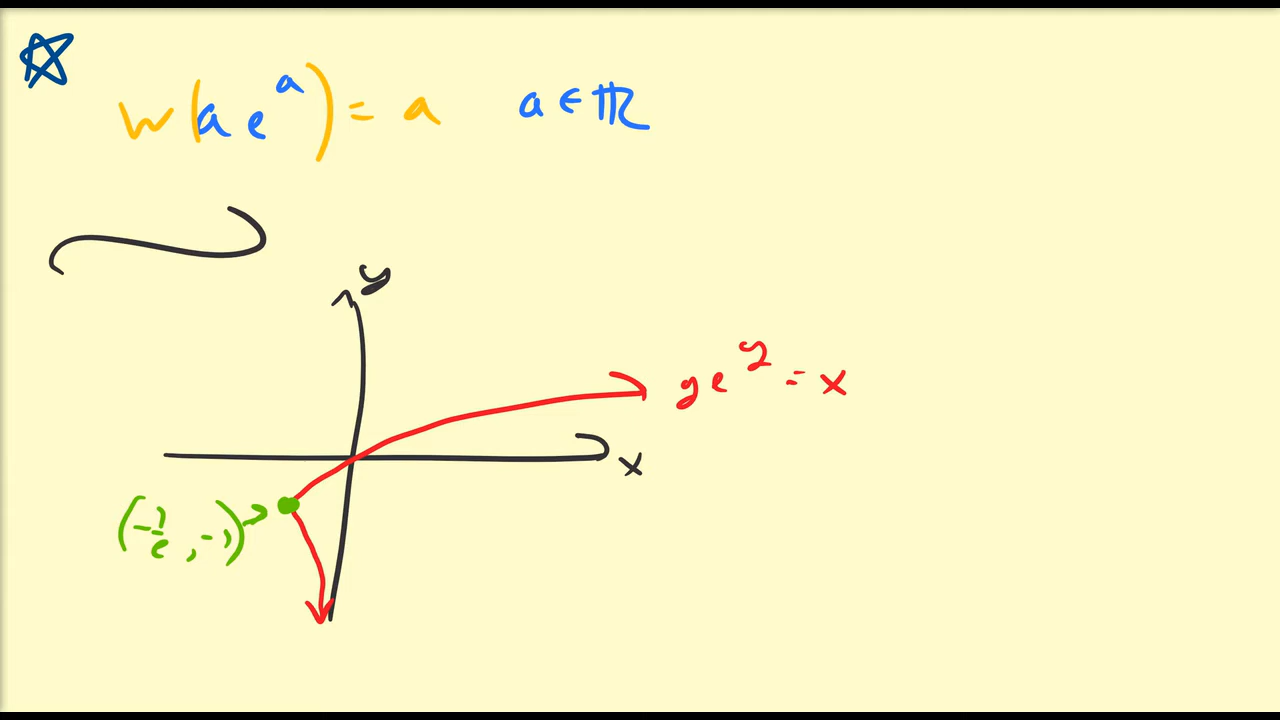 W(ae^a) = a   a ∈ ℝ
y
ye^y = x
x
(-1/e, -1)